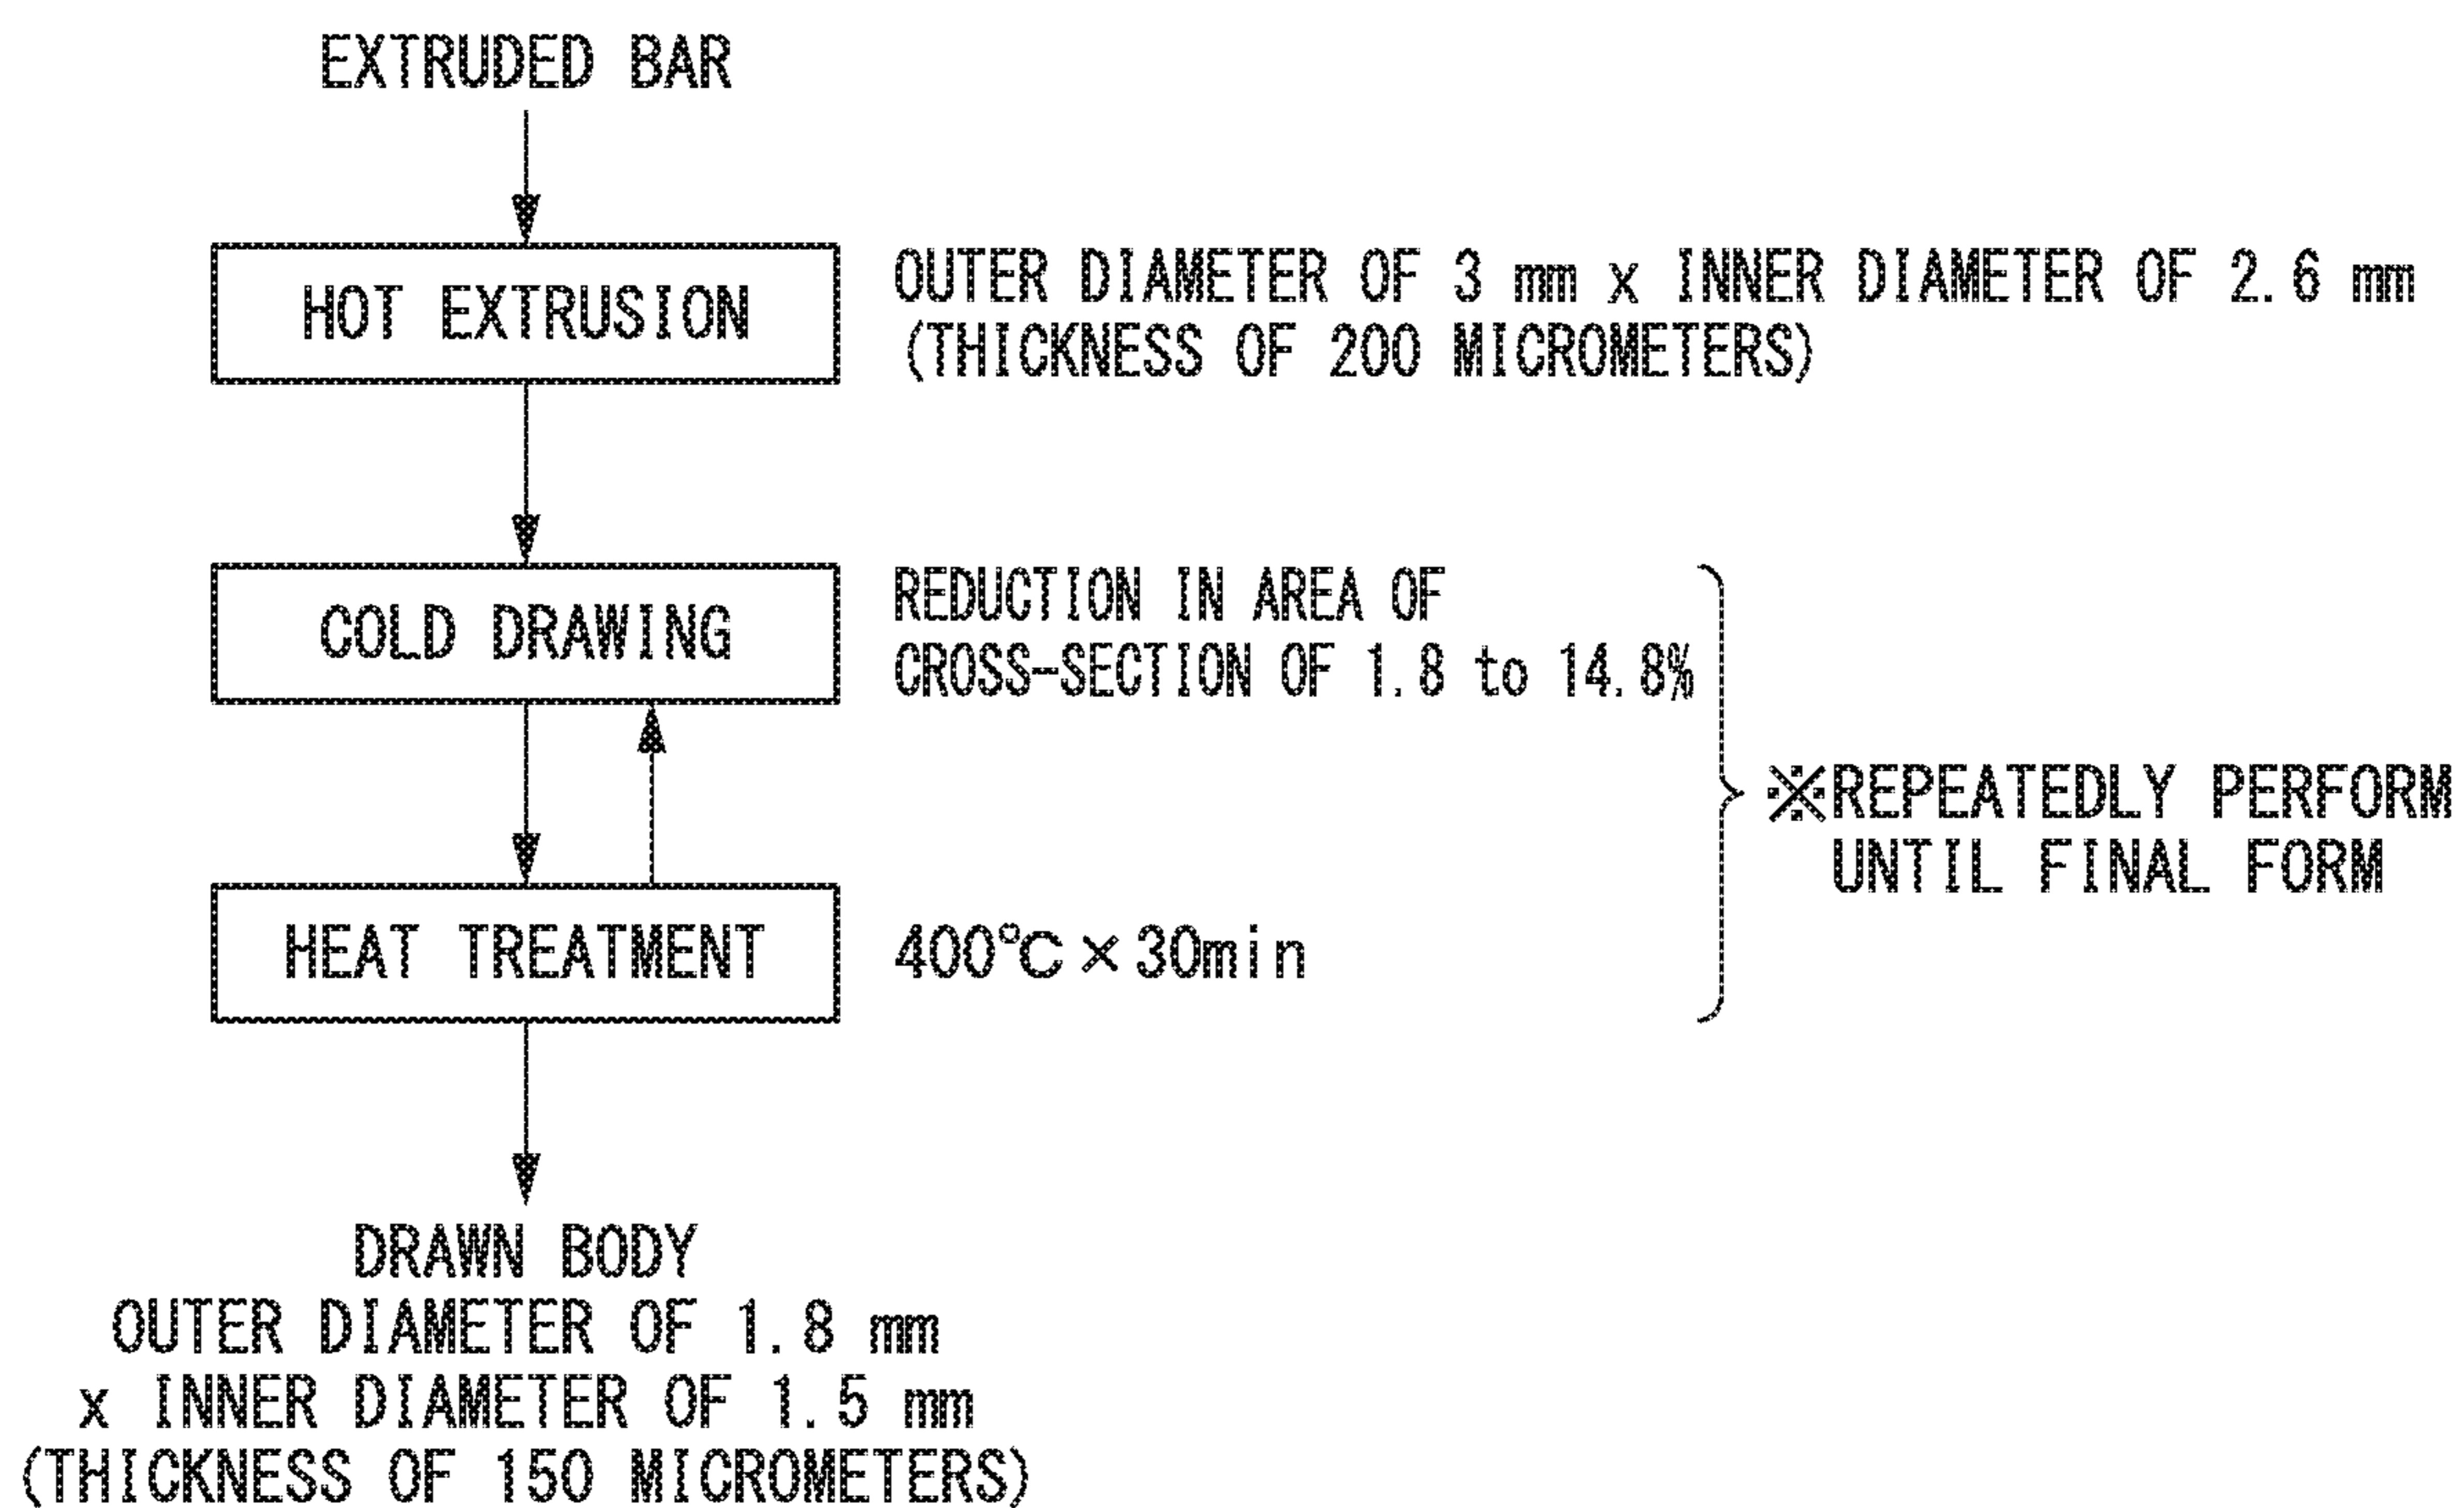 EXTRUDED BAR
HOT EXTRUSION
OUTER DIAMETER OF 3 mm x INNER DIAMETER OF 2.6 mm
(THICKNESS OF 200 MICROMETERS)
COLD DRAWING
REDUCTION IN AREA OF
CROSS-SECTION OF 1.8 to 14.8%
※REPEATEDLY PERFORM
UNTIL FINAL FORM
HEAT TREATMENT
400℃×30min
DRAWN BODY
OUTER DIAMETER OF 1.8 mm
x INNER DIAMETER OF 1.5 mm
(THICKNESS OF 150 MICROMETERS)